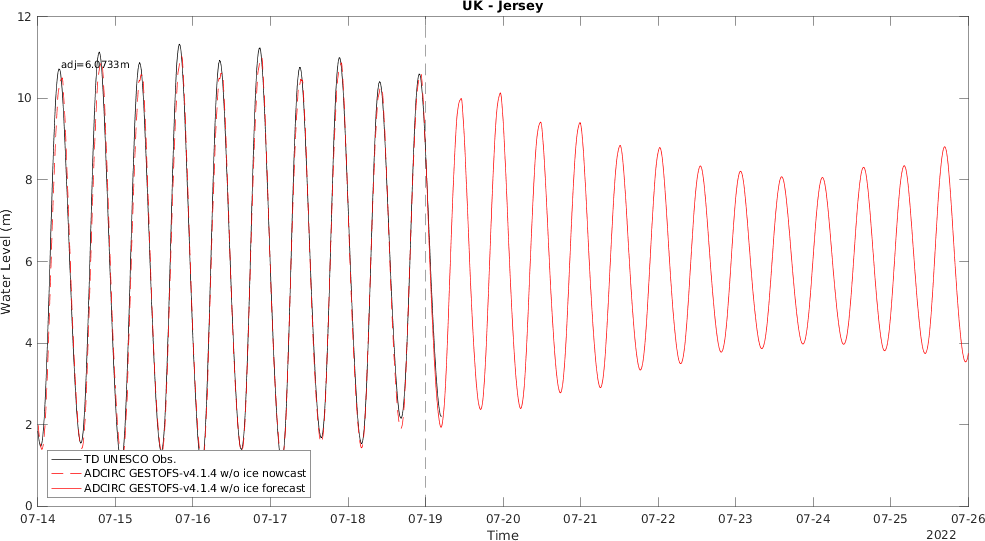 UK - Jersey
12
10
8
6
4
2
0
Water Level (m)
adj=6.0733m
TD UNESCO Obs.
ADCIRC GESTOFS-v4.1.4 w/o ice nowcast
ADCIRC GESTOFS-v4.1.4 w/o ice forecast
07-14 07-15 07-16 07-17 07-18 07-19 07-20 07-21 07-22 07-23 07-24 07-25 07-26
Time
2022